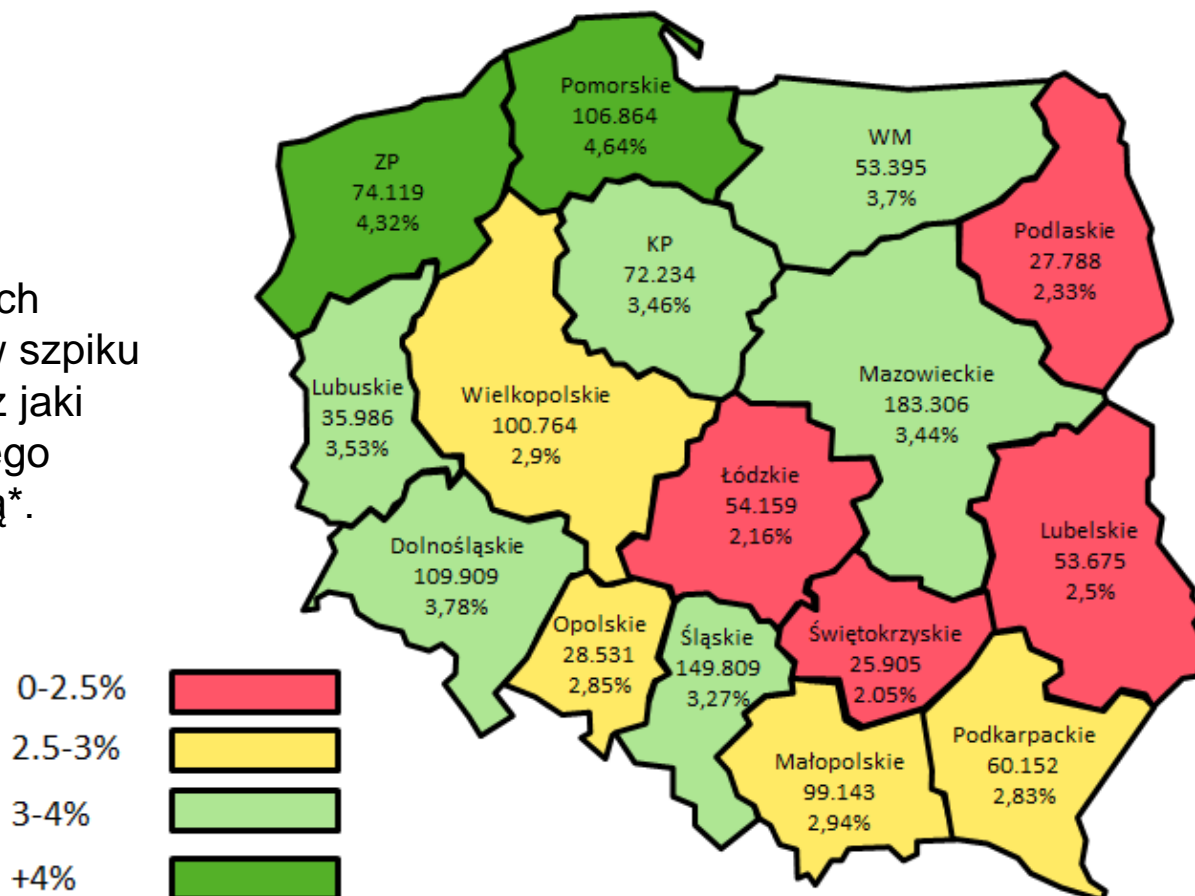 Pomorskie
106.864
4,64%
ZP
74.119
4,32%
WM
53.395
3,7%
Podlaskie
27.788
2,33%
KP
72.234
3,46%
ch
szpiku
z jaki
ego
ą*.
Lubuskie
35.986
3,53%
Wielkopolskie
100.764
2,9%
Mazowieckie
183.306
3,44%
Łódzkie
54.159
2,16%
Lubelskie
53.675
2,5%
Dolnośląskie
109.909
3,78%
Opolskie
28.531
2,85%
Śląskie
149.809
3,27%
Świętokrzyskie
25.905
2.05%
Małopolskie
99.143
2,94%
Podkarpackie
60.152
2,83%
0-2.5%
2.5-3%
3-4%
+4%